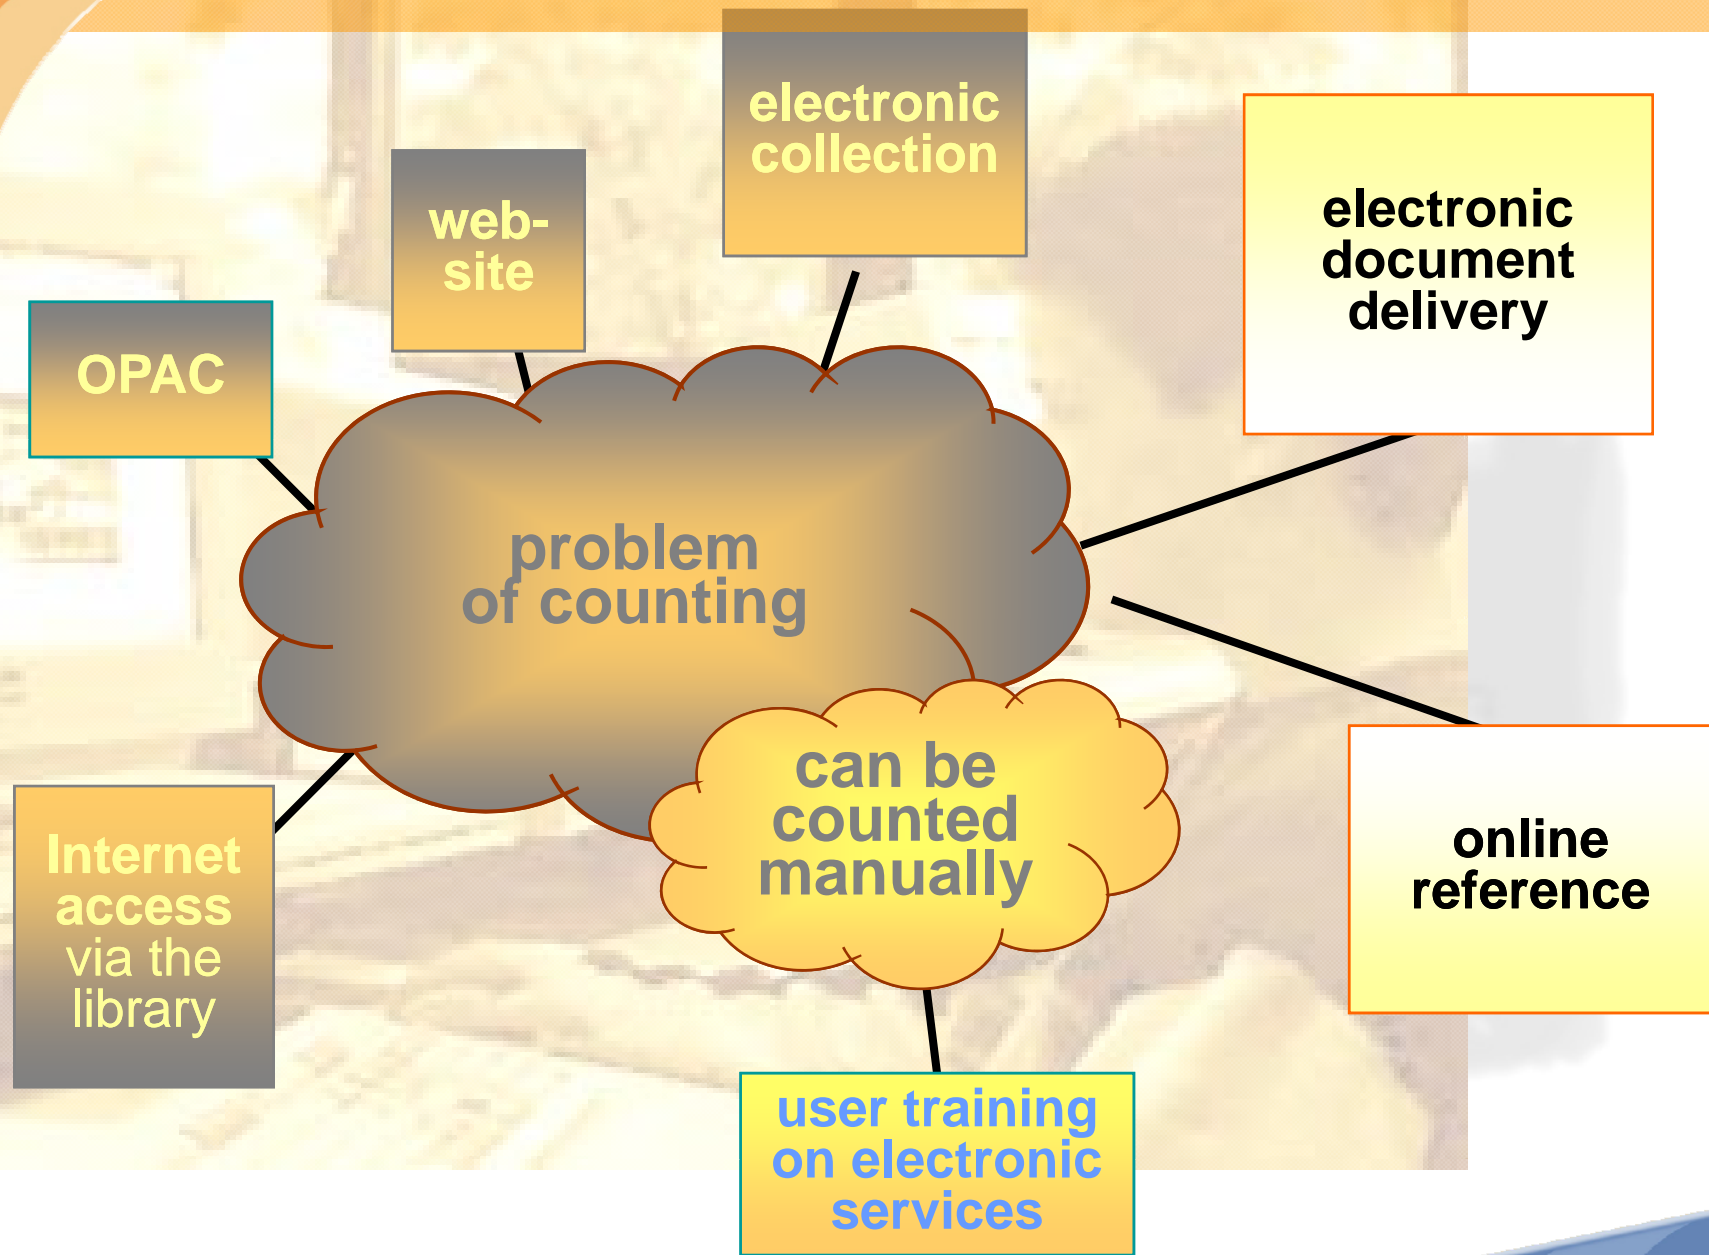 electronic
collection
web-
site
electronic
document
delivery
OPAC
problem
of counting
can be
counted
manually
Internet
access
via the
library
online
reference
user training
on electronic
services